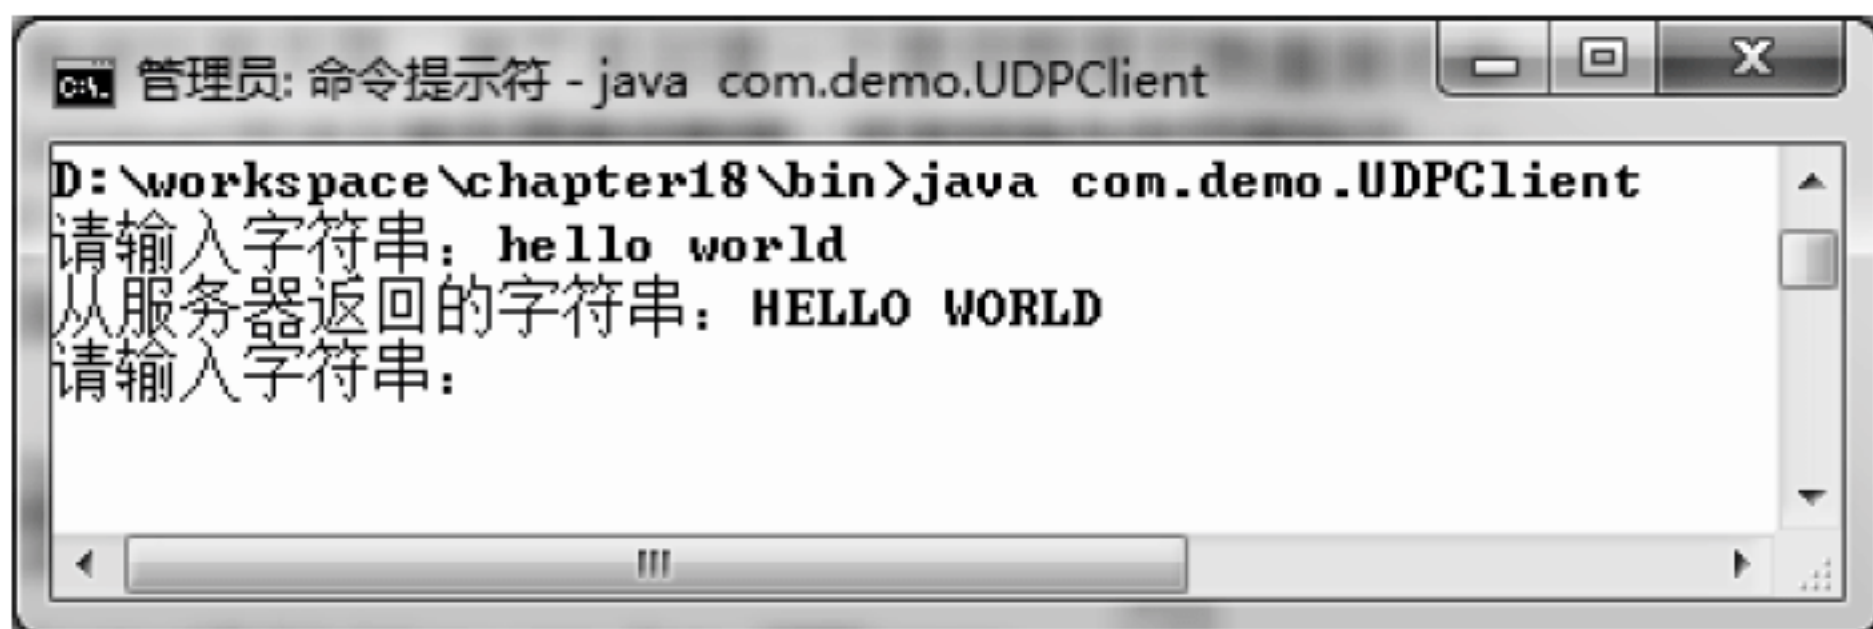 管理员: 命令提示符 - java  com.demo.UDPClient
D:\workspace\chapter18\bin>java com.demo.UDPClient
请输入字符串：hello world
从服务器返回的字符串：HELLO WORLD
请输入字符串：